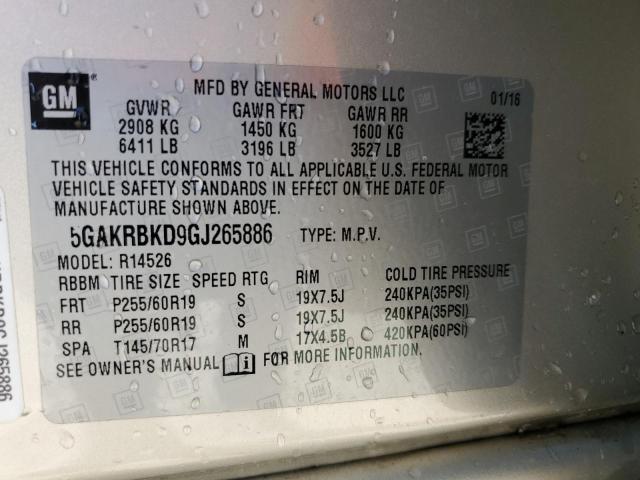 GM
MFD BY GENERAL MOTORS LLC 01/16
GVWR GAWR FRT GAWR RR
2908 KG 1450 KG 1600 KG
6411 LB 3196 LB 3527 LB
THIS VEHICLE CONFORMS TO ALL APPLICABLE U.S. FEDERAL MOTOR
VEHICLE SAFETY STANDARDS IN EFFECT ON THE DATE OF
MANUFACTURE SHOWN ABOVE.
5GAKRBKD9GJ265886 TYPE: M.P.V.
MODEL: R14526
RBBM TIRE SIZE SPEED RTG RIM COLD TIRE PRESSURE
FRT P255/60R19 S 19X7.5J 240KPA(35PSI)
RR P255/60R19 S 19X7.5J 240KPA(35PSI)
SPA T145/70R17 M 17X4.5B 420KPA(60PSI)
SEE OWNER'S MANUAL FOR MORE INFORMATION.